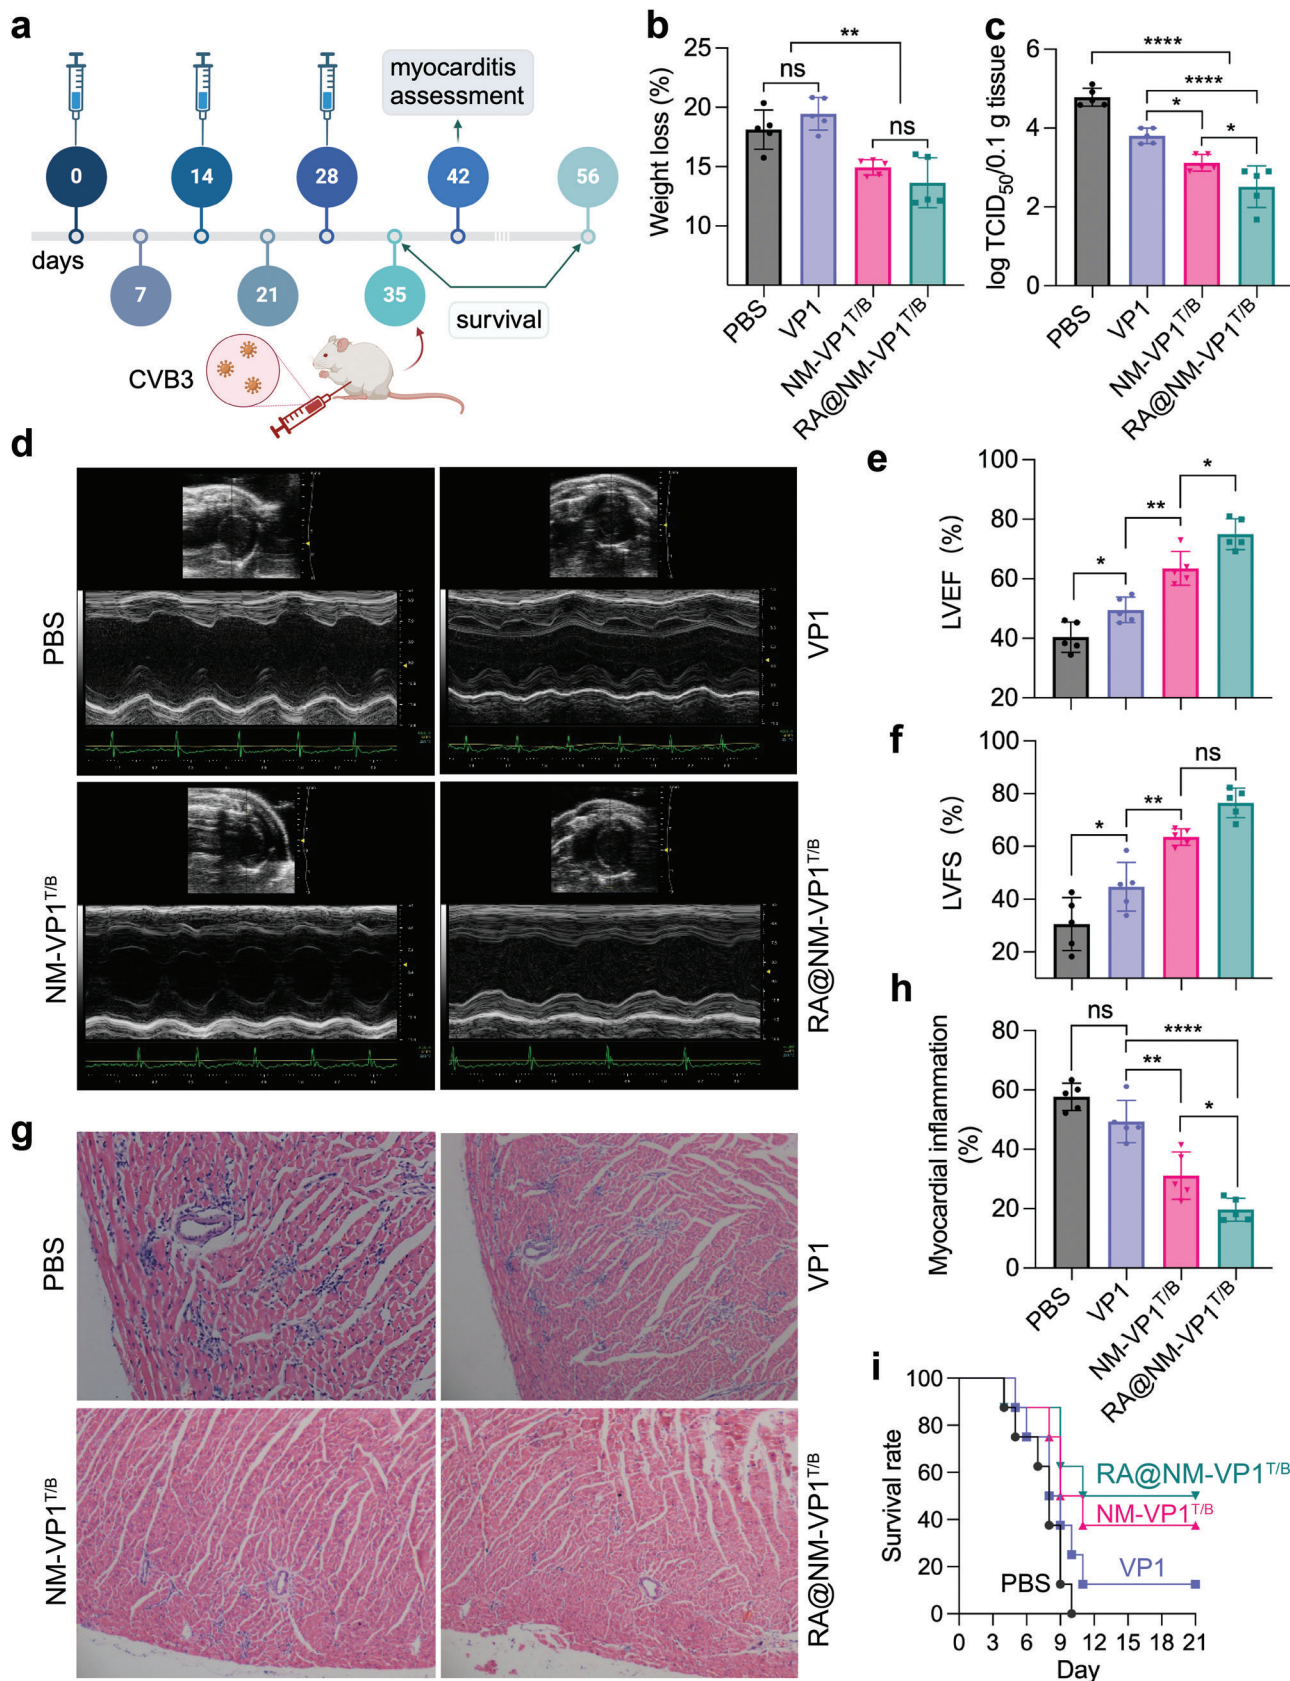 a
0
14
28
42
56
myocarditis
assessment
days
7
21
35
survival
CVB3
b
Weight loss (%)
25
20
15
10
ns
**
ns
PBS
VP1
NM-VP1T/B
RA@NM-VP1T/B
c
log TCID50/0.1 g tissue
6
4
2
0
****
****
*
*
PBS
VP1
NM-VP1T/B
RA@NM-VP1T/B
d
PBS
VP1
NM-VP1T/B
RA@NM-VP1T/B
e
LVEF (%)
100
80
60
40
20
*
**
*
f
LVFS (%)
100
80
60
40
20
*
**
ns
g
PBS
VP1
NM-VP1T/B
RA@NM-VP1T/B
h
Myocardial inflammation
(%)
80
60
40
20
0
ns
****
**
*
PBS
VP1
NM-VP1T/B
RA@NM-VP1T/B
i
Survival rate
100
80
60
40
20
0
RA@NM-VP1T/B
NM-VP1T/B
VP1
PBS
0 3 6 9 12 15 18 21
Day